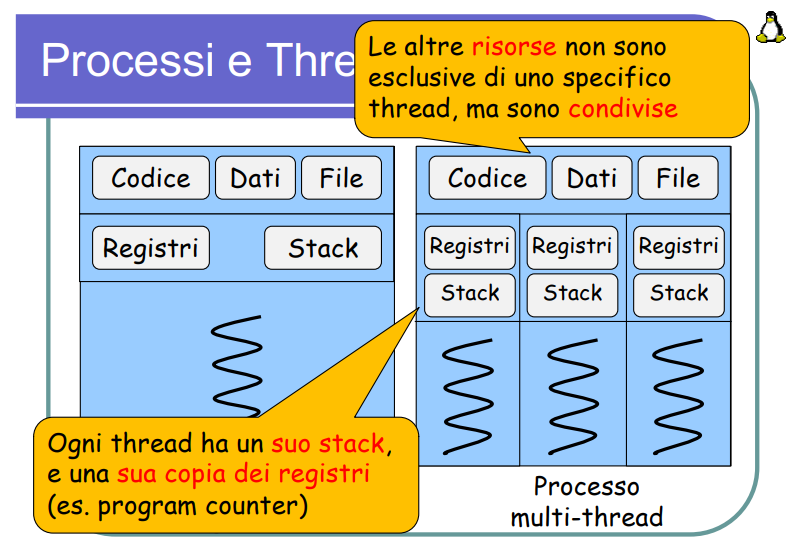 Processi e Thre
Le altre risorse non sono
esclusive di uno specifico
thread, ma sono condivise
Codice Dati File
Registri Stack
Codice Dati File
Registri Registri Registri
Stack Stack Stack
Ogni thread ha un suo stack,
e una sua copia dei registri
(es. program counter)
Processo
multi-thread